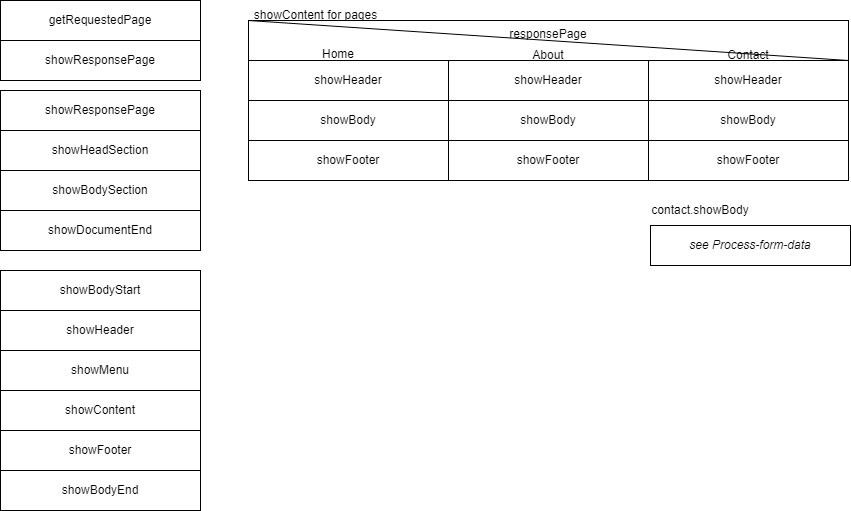 getRequestedPage
showResponsePage
showResponsePage
showHeadSection
showBodySection
showDocumentEnd
showBodyStart
showHeader
showMenu
showContent
showFooter
showBodyEnd
showContent for pages
responsePage
Home About Contact
showHeader showHeader showHeader
showBody showBody showBody
showFooter showFooter showFooter
contact.showBody
see Process-form-data